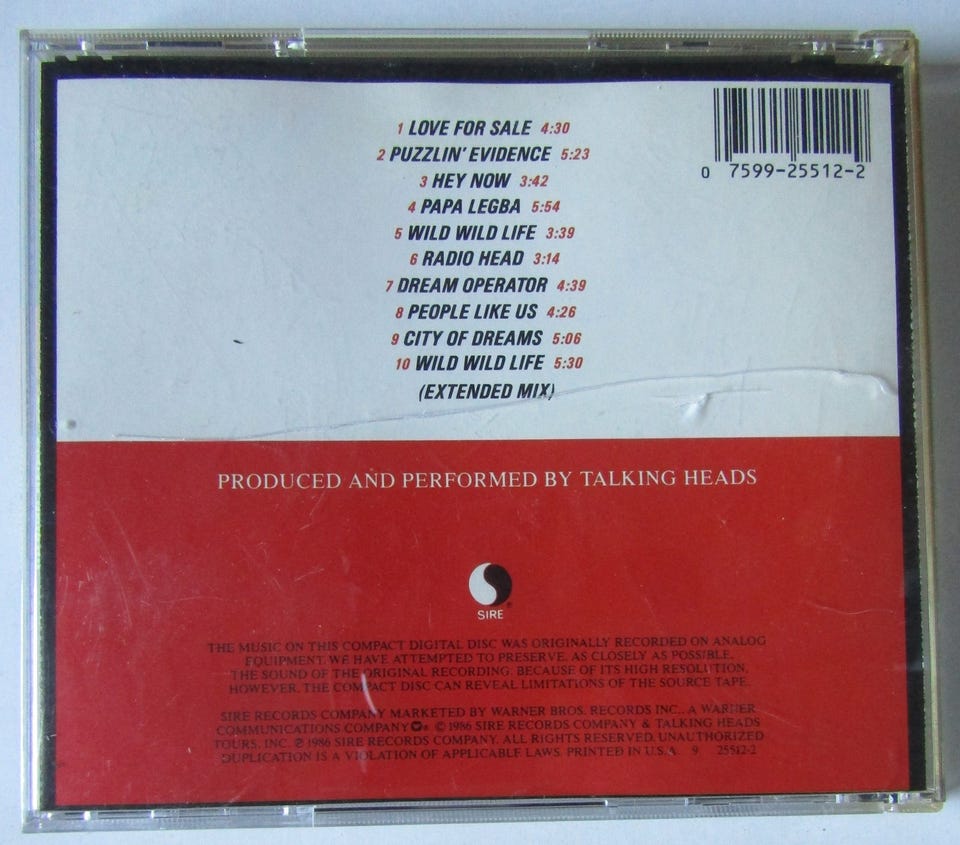 1 LOVE FOR SALE 4:30
2 PUZZLIN' EVIDENCE 5:23
3 HEY NOW 3:42
4 PAPA LEGBA 5:54
5 WILD WILD LIFE 3:39
6 RADIO HEAD 3:14
7 DREAM OPERATOR 4:39
8 PEOPLE LIKE US 4:26
9 CITY OF DREAMS 5:06
10 WILD WILD LIFE 5:30
(EXTENDED MIX)
0 7599-25512-2
PRODUCED AND PERFORMED BY TALKING HEADS
SIRE
THE MUSIC ON THIS COMPACT DIGITAL DISC WAS ORIGINALLY RECORDED ON ANALOG
EQUIPMENT. WE HAVE ATTEMPTED TO PRESERVE, AS CLOSELY AS POSSIBLE,
THE SOUND OF THE ORIGINAL RECORDING. BECAUSE OF ITS HIGH RESOLUTION,
HOWEVER, THE COMPACT DISC CAN REVEAL LIMITATIONS OF THE SOURCE TAPE.
SIRE RECORDS COMPANY MARKETED BY WARNER BROS. RECORDS INC., A WARNER
COMMUNICATIONS COMPANY ® © 1986 SIRE RECORDS COMPANY & TALKING HEADS
TOURS, INC. ℗ 1986 SIRE RECORDS COMPANY. ALL RIGHTS RESERVED. UNAUTHORIZED
DUPLICATION IS A VIOLATION OF APPLICABLE LAWS. PRINTED IN U.S.A. 9 25512-2